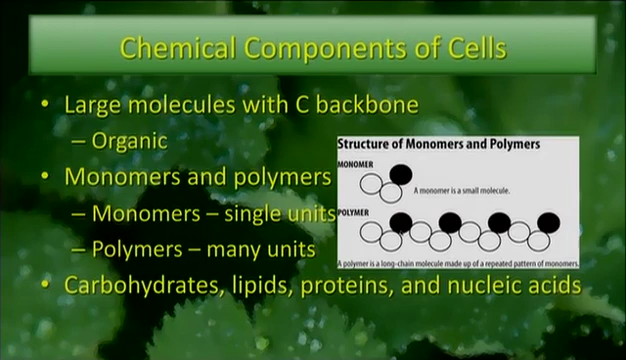 Chemical Components of Cells
• Large molecules with C backbone
– Organic
• Monomers and polymers
– Monomers – single units
– Polymers – many units
• Carbohydrates, lipids, proteins, and nucleic acids
Structure of Monomers and Polymers
MONOMER
A monomer is a small molecule.
POLYMER
A polymer is a long-chain molecule made up of a repeated pattern of monomers.